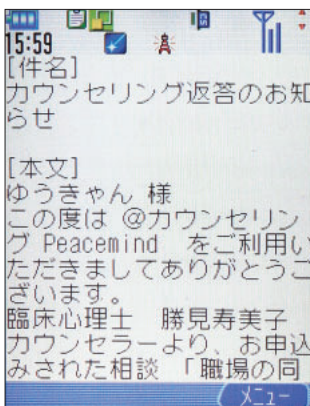 15:59
[件名]
カウンセリング返答のお知
らせ
[本文]
ゆうきゃん 様
この度は @カウンセリン
グ Peacemind をご利用い
ただきましてありがとうご
ざいます。
臨床心理士 勝見寿美子
カウンセラーより、お申込
みされた相談 「職場の同
メニュー